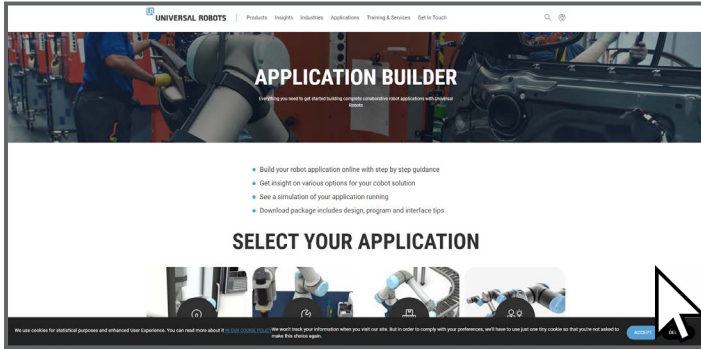 UNIVERSAL ROBOTS
Products Insights Industries Applications Training & Services Get In Touch
APPLICATION BUILDER
Everything you need to get started building complete collaborative robot applications with Universal
Robots
Build your robot application online with step by step guidance
Get insight on various options for your cobot solution
See a simulation of your application running
Download package includes design, program and interface tips
SELECT YOUR APPLICATION
We use cookies for statistical purposes and enhanced User Experience. You can read more about it IN OUR COOKIE POLICY
We won't track your information when you visit our site. But in order to comply with your preferences, we'll have to use just one tiny cookie so that you're not asked to
make this choice again.
ACCEPT